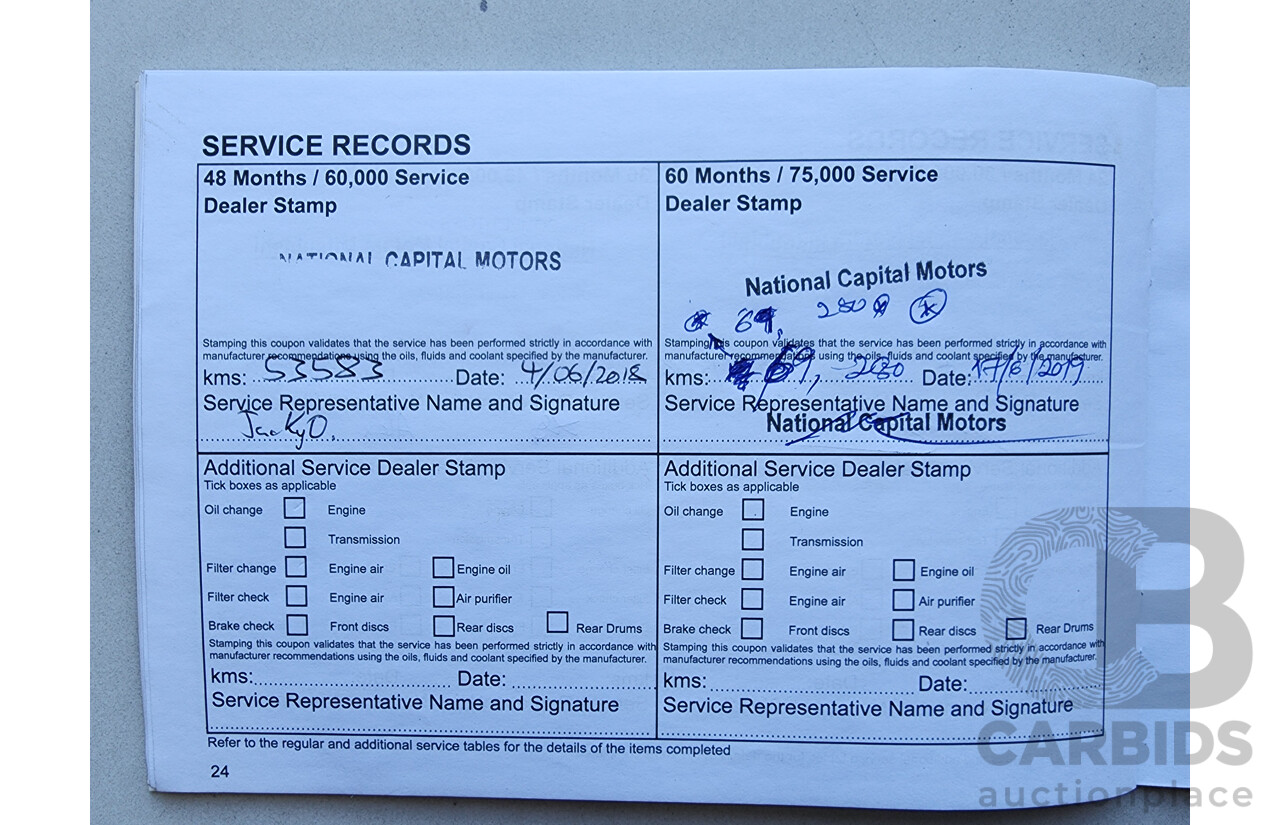 SERVICE RECORDS
48 Months / 60,000 Service
Dealer Stamp
NATIONAL CAPITAL MOTORS
Stamping this coupon validates that the service has been performed strictly in accordance with
manufacturer recommendations using the oils, fluids and coolant specified by the manufacturer.
kms: 53583 Date: 4/06/2018
Service Representative Name and Signature
JackyO.
60 Months / 75,000 Service
Dealer Stamp
National Capital Motors
Stamping this coupon validates that the service has been performed strictly in accordance with
manufacturer recommendations using the oils, fluids and coolant specified by the manufacturer.
kms: 69, 280 Date: 17/6/2019
Service Representative Name and Signature
National Capital Motors
Additional Service Dealer Stamp
Tick boxes as applicable
Oil change Engine
Transmission
Filter change Engine air Engine oil
Filter check Engine air Air purifier
Brake check Front discs Rear discs Rear Drums
Stamping this coupon validates that the service has been performed strictly in accordance with
manufacturer recommendations using the oils, fluids and coolant specified by the manufacturer.
kms: Date:
Service Representative Name and Signature
Additional Service Dealer Stamp
Tick boxes as applicable
Oil change Engine
Transmission
Filter change Engine air Engine oil
Filter check Engine air Air purifier
Brake check Front discs Rear discs Rear Drums
Stamping this coupon validates that the service has been performed strictly in accordance with
manufacturer recommendations using the oils, fluids and coolant specified by the manufacturer.
kms: Date:
Service Representative Name and Signature
Refer to the regular and additional service tables for the details of the items completed
24
CARBIDS
auctionplace